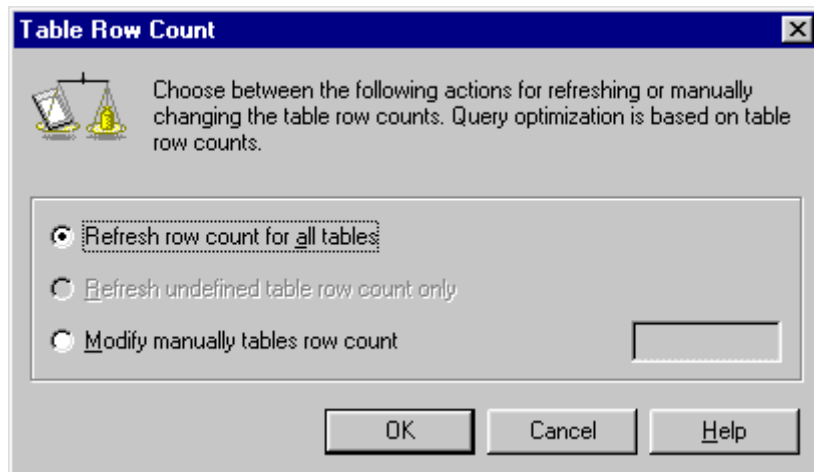 Table Row Count
Choose between the following actions for refreshing or manually
changing the table row counts. Query optimization is based on table
row counts.
Refresh row count for all tables
Refresh undefined table row count only
Modify manually tables row count
OK Cancel Help